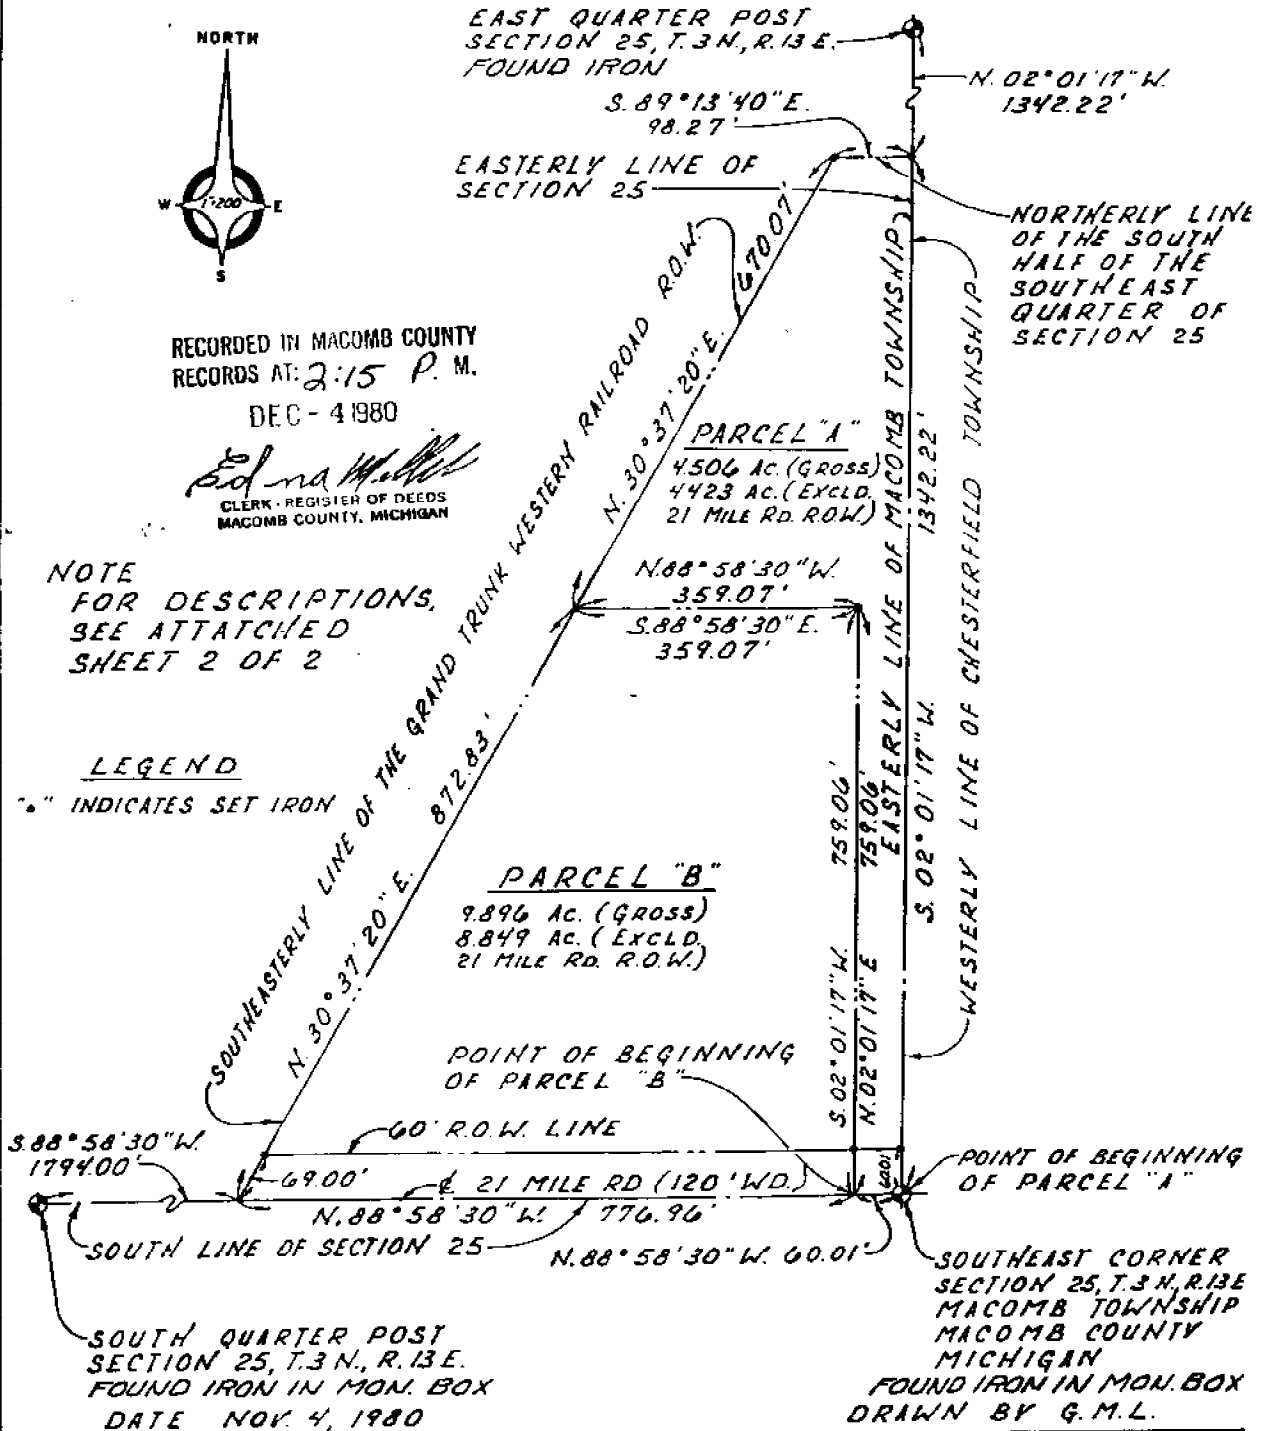 NORTH
W 1"=200' E
S
EAST QUARTER POST
SECTION 25, T.3 N., R. 13 E.
FOUND IRON
N. 02°01'17" W.
1342.22'
S. 89°13'40" E.
98.27'
EASTERLY LINE OF
SECTION 25
NORTHERLY LINE
OF THE SOUTH
HALF OF THE
SOUTHEAST
QUARTER OF
SECTION 25
RECORDED IN MACOMB COUNTY
RECORDS AT: 2:15 P. M.
DEC - 4 1980
Edna Miller
CLERK - REGISTER OF DEEDS
MACOMB COUNTY, MICHIGAN
NOTE
FOR DESCRIPTIONS,
SEE ATTATCHED
SHEET 2 OF 2
LEGEND
"•" INDICATES SET IRON
SOUTHEASTERLY LINE OF THE GRAND TRUNK WESTERN RAILROAD R.O.W.
N. 30°37'20" E. 670.07'
N. 30°37'20" E. 872.83'
PARCEL "A"
4.506 AC. (GROSS)
4.423 AC. (EXCLD.
21 MILE RD. R.O.W.)
N. 88°58'30" W.
359.07'
S. 88°58'30" E.
359.07'
EASTERLY LINE OF MACOMB TOWNSHIP
S. 02°01'17" W. 1342.22'
WESTERLY LINE OF CHESTERFIELD TOWNSHIP
S. 02°01'17" W. 759.06'
N. 02°01'17" E 759.06'
PARCEL "B"
9.896 AC. (GROSS)
8.849 AC. (EXCLD.
21 MILE RD. R.O.W.)
POINT OF BEGINNING
OF PARCEL "B"
60' R.O.W. LINE
S. 88°58'30" W.
1794.00'
69.00'
℄ 21 MILE RD (120' WD.)
60.01'
N. 88°58'30" W. 776.96'
SOUTH LINE OF SECTION 25
N. 88°58'30" W. 60.01'
POINT OF BEGINNING
OF PARCEL "A"
SOUTHEAST CORNER
SECTION 25, T.3 N., R.13E
MACOMB TOWNSHIP
MACOMB COUNTY
MICHIGAN
FOUND IRON IN MON. BOX
SOUTH QUARTER POST
SECTION 25, T.3 N., R. 13 E.
FOUND IRON IN MON. BOX
DATE NOV. 4, 1980
DRAWN BY G.M.L.